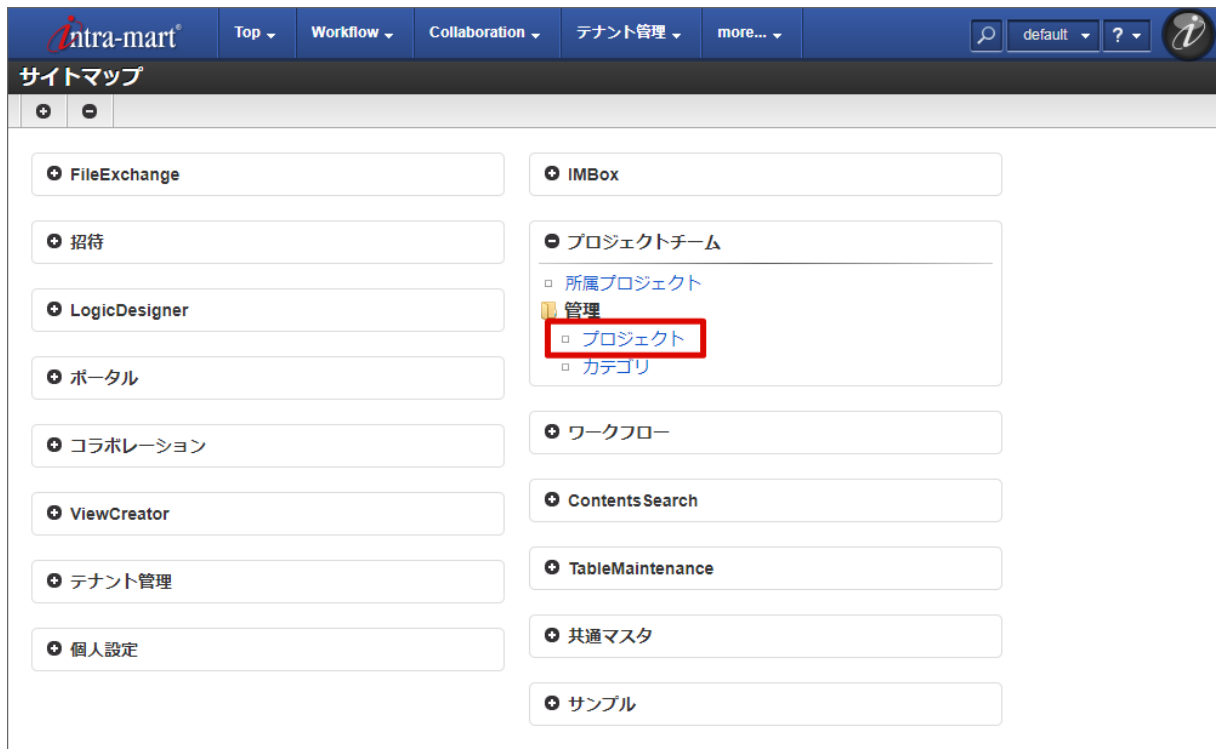 intra-mart®
Top
Workflow
Collaboration
テナント管理
more...
default
?
サイトマップ
FileExchange
招待
LogicDesigner
ポータル
コラボレーション
ViewCreator
テナント管理
個人設定
IMBox
プロジェクトチーム
所属プロジェクト
管理
プロジェクト
カテゴリ
ワークフロー
ContentsSearch
TableMaintenance
共通マスタ
サンプル